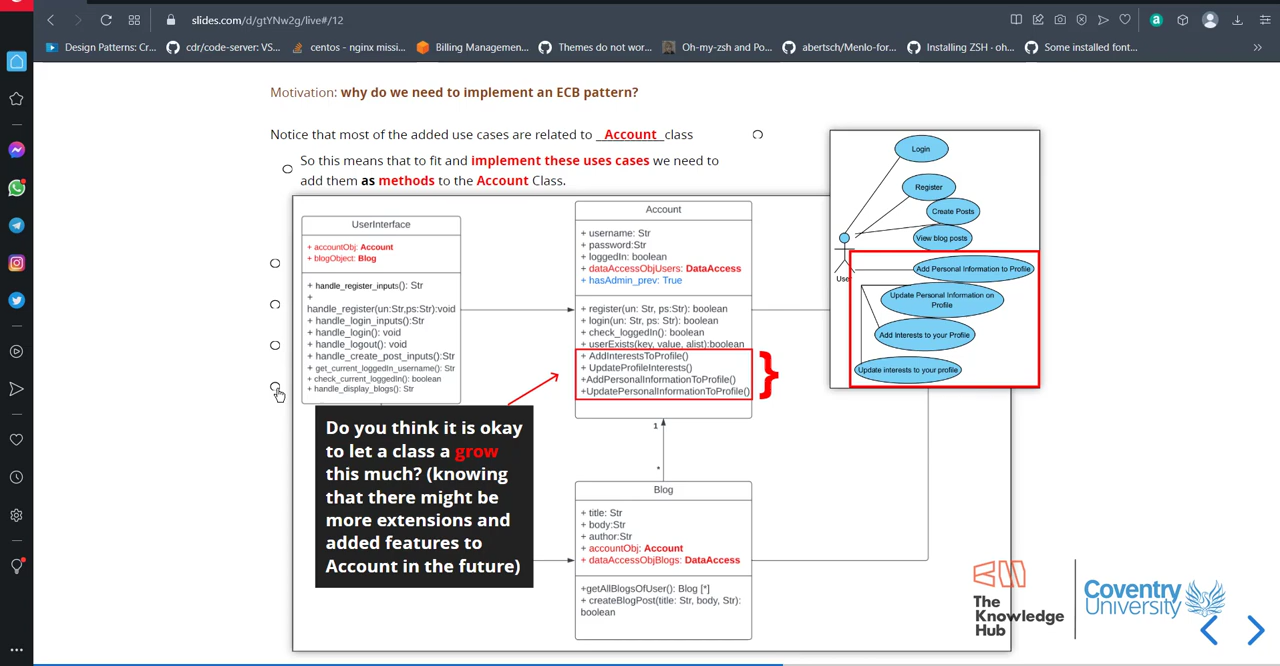 slides.com/d/gtYNw2g/live#/12
Design Patterns: Cr...
cdr/code-server: VS...
centos - nginx missi...
Billing Managemen...
Themes do not wor...
Oh-my-zsh and Po...
abertsch/Menlo-for...
Installing ZSH · oh...
Some installed font...
Motivation: why do we need to implement an ECB pattern?
Notice that most of the added use cases are related to _Account_class
So this means that to fit and implement these uses cases we need to
add them as methods to the Account Class.
UserInterface
+ accountObj: Account
+ blogObject: Blog
+ handle_register_inputs(): Str
+
handle_register(un:Str,ps:Str):void
+ handle_login_inputs():Str
+ handle_login(): void
+ handle_logout(): void
+ handle_create_post_inputs():Str
+ get_current_loggedIn_username(): Str
+ check_current_loggedIn(): boolean
+ handle_display_blogs(): Str
Account
+ username: Str
+ password:Str
+ loggedIn: boolean
+ dataAccessObjUsers: DataAccess
+ hasAdmin_prev: True
+ register(un: Str, ps:Str): boolean
+ login(un: Str, ps: Str): boolean
+ check_loggedIn(): boolean
+ userExists(key, value, alist):boolean
+ AddInterestsToProfile()
+ UpdateProfileInterests()
+AddPersonalInformationToProfile()
+UpdatePersonalInformationToProfile()
}
1
*
Blog
+ title: Str
+ body:Str
+ author:Str
+ accountObj: Account
+ dataAccessObjBlogs: DataAccess
+getAllBlogsOfUser(): Blog [*]
+ createBlogPost(title: Str, body, Str):
boolean
Do you think it is okay
to let a class a grow
this much? (knowing
that there might be
more extensions and
added features to
Account in the future)
Login
Register
Create Posts
View blog posts
Use
Add Personal Information to Profile
Update Personal Information on
Profile
Add Interests to your Profile
Update interests to your profile
The
Knowledge
Hub
Coventry
University